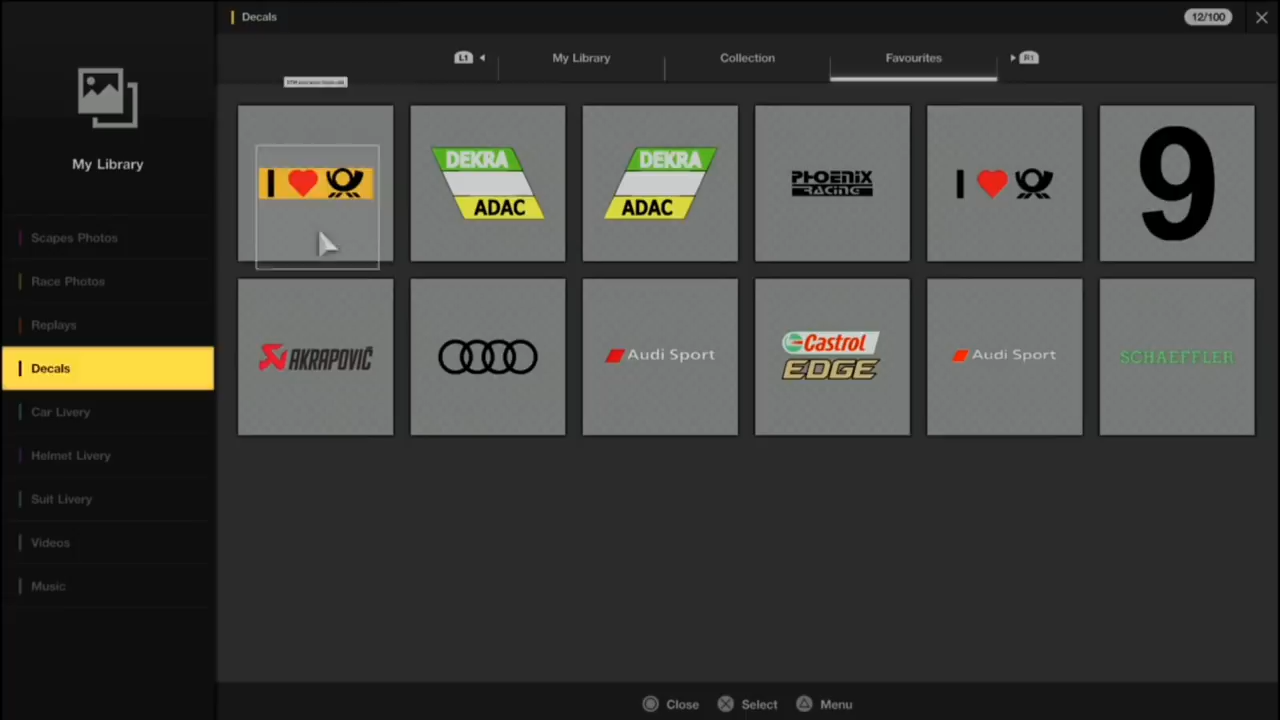 Decals
12/100
L1
My Library
Collection
Favourites
R1
My Library
Scapes Photos
Race Photos
Replays
Decals
Car Livery
Helmet Livery
Suit Livery
Videos
Music
I
DEKRA
ADAC
DEKRA
ADAC
PHOENIX
RACING
I
9
AKRAPOVIČ
Audi Sport
Castrol
EDGE
Audi Sport
SCHAEFFLER
Close
Select
Menu